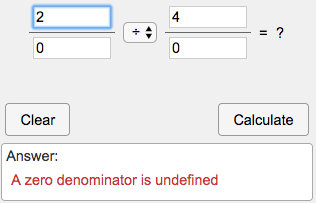 2 ÷ 4 = ?
0 0
Clear Calculate
Answer:
A zero denominator is undefined